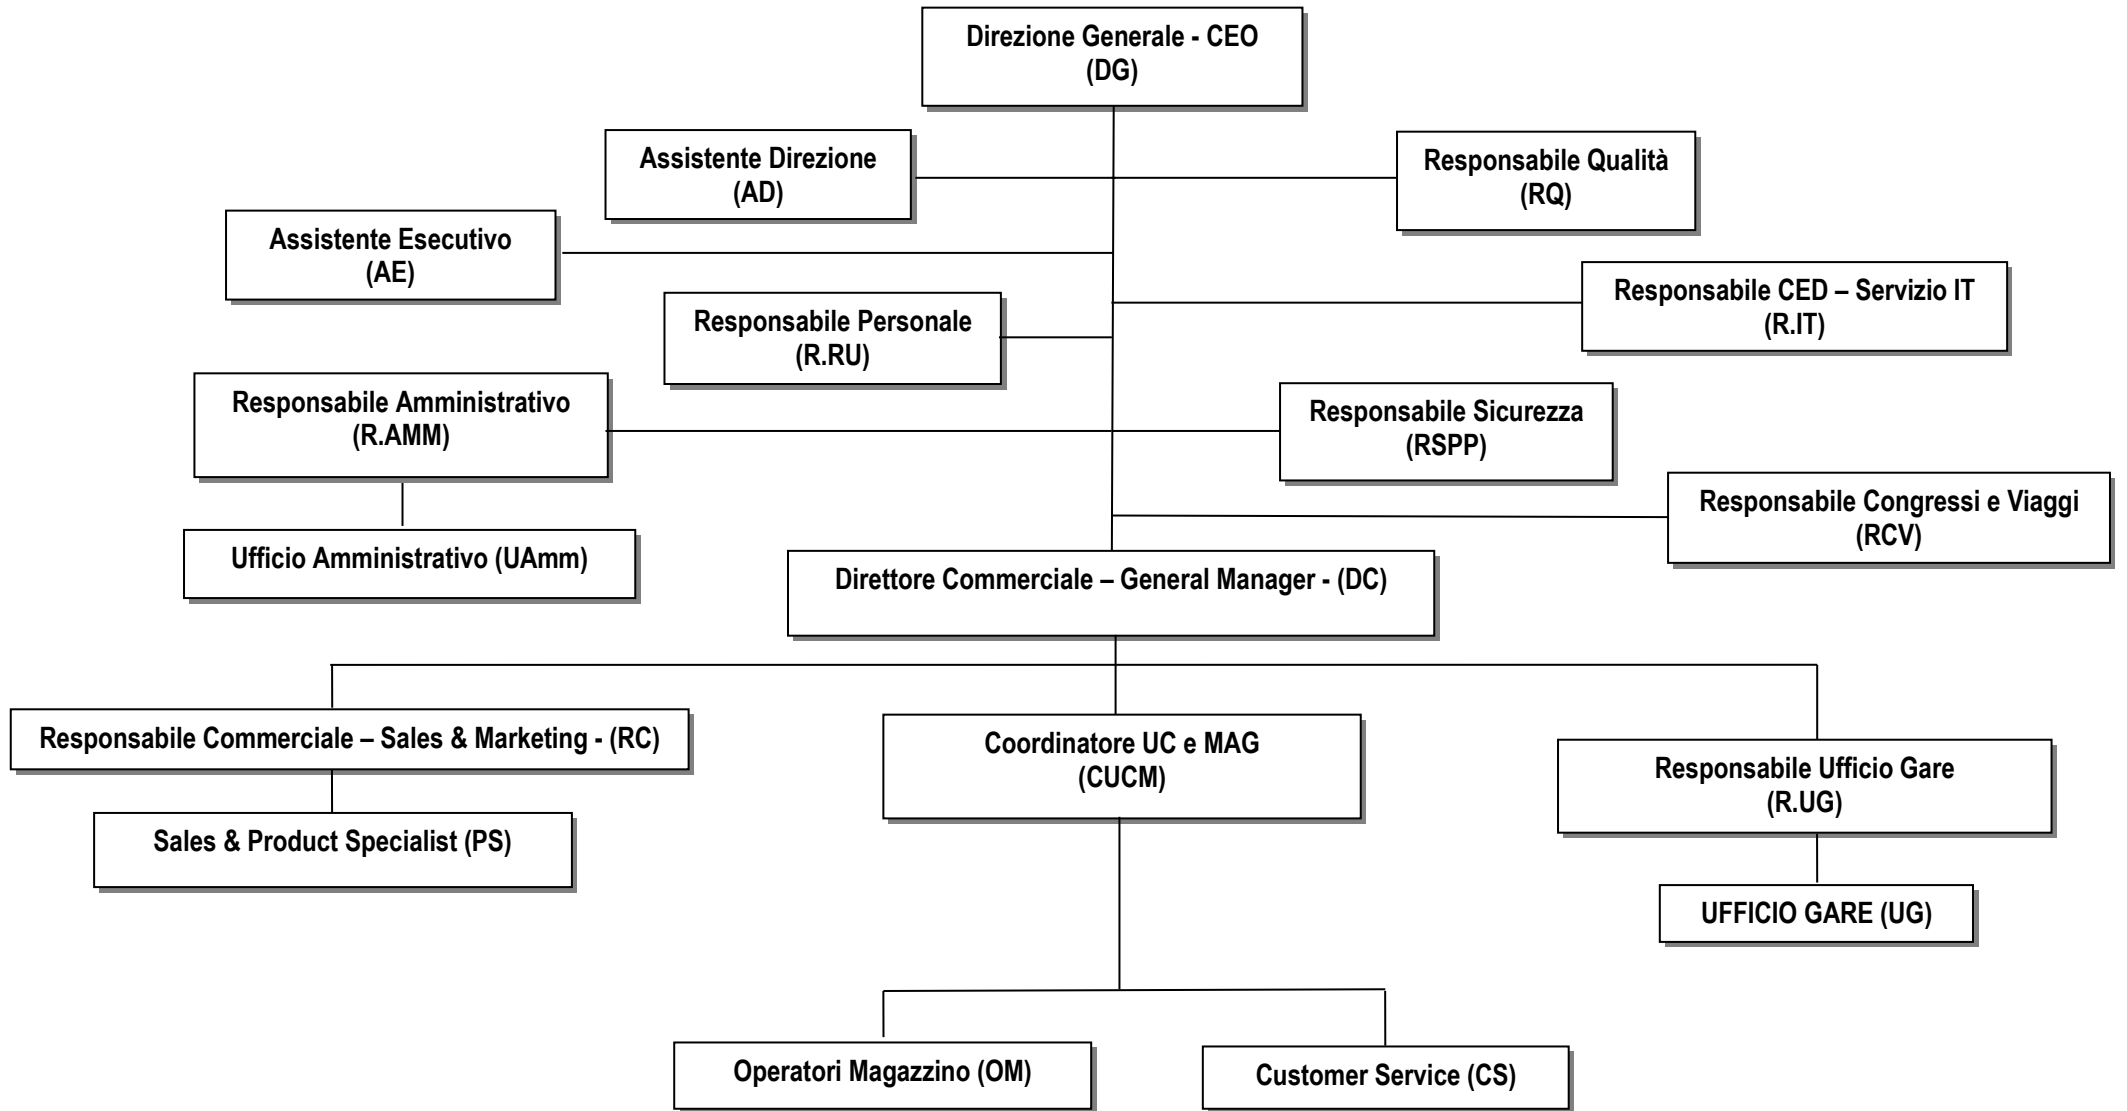 Direzione Generale - CEO
(DG)
Assistente Direzione
(AD)
Responsabile Qualità
(RQ)
Assistente Esecutivo
(AE)
Responsabile CED – Servizio IT
(R.IT)
Responsabile Personale
(R.RU)
Responsabile Amministrativo
(R.AMM)
Responsabile Sicurezza
(RSPP)
Responsabile Congressi e Viaggi
(RCV)
Ufficio Amministrativo (UAmm)
Direttore Commerciale – General Manager - (DC)
Responsabile Commerciale – Sales & Marketing - (RC)
Coordinatore UC e MAG
(CUCM)
Responsabile Ufficio Gare
(R.UG)
Sales & Product Specialist (PS)
UFFICIO GARE (UG)
Operatori Magazzino (OM)
Customer Service (CS)